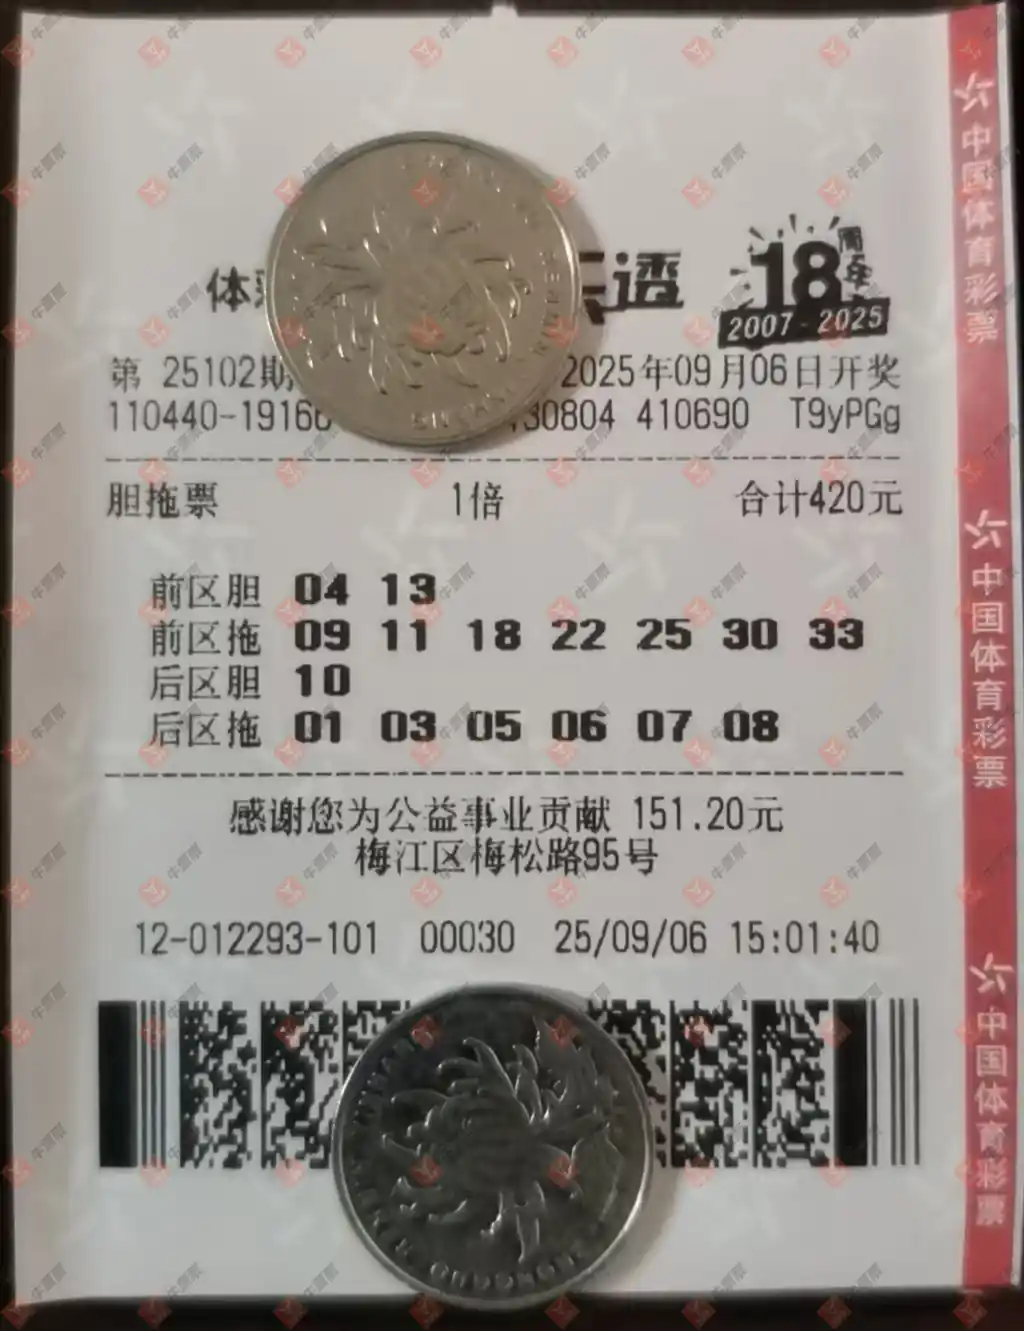 体 乐透
18周年
2007-2025
第 25102期 2025年09月06日开奖
110440-19166 30804 410690 T9yPGg
胆拖票 1倍 合计420元
前区胆 04 13
前区拖 09 11 18 22 25 30 33
后区胆 10
后区拖 01 03 05 06 07 08
感谢您为公益事业贡献 151.20元
梅江区梅松路95号
12-012293-101 00030 25/09/06 15:01:40
中国体育彩票
中国体育彩票
中国体育彩票